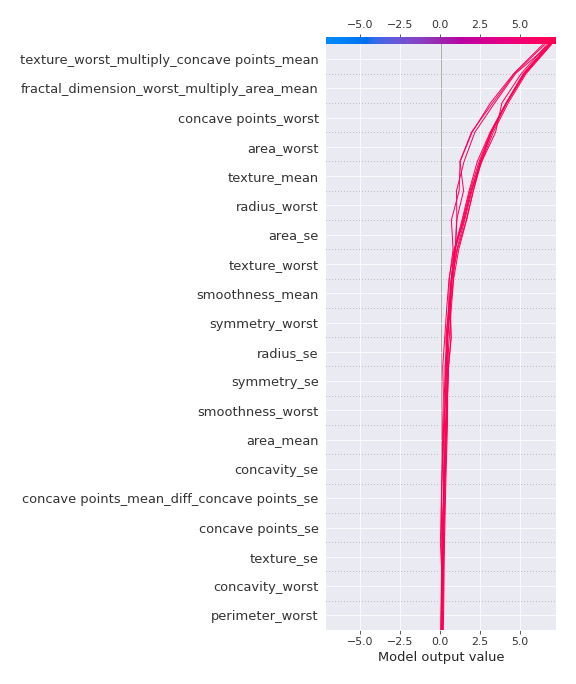 −5.0 −2.5 0.0 2.5 5.0
texture_worst_multiply_concave points_mean
fractal_dimension_worst_multiply_area_mean
concave points_worst
area_worst
texture_mean
radius_worst
area_se
texture_worst
smoothness_mean
symmetry_worst
radius_se
symmetry_se
smoothness_worst
area_mean
concavity_se
concave points_mean_diff_concave points_se
concave points_se
texture_se
concavity_worst
perimeter_worst
−5.0 −2.5 0.0 2.5 5.0
Model output value